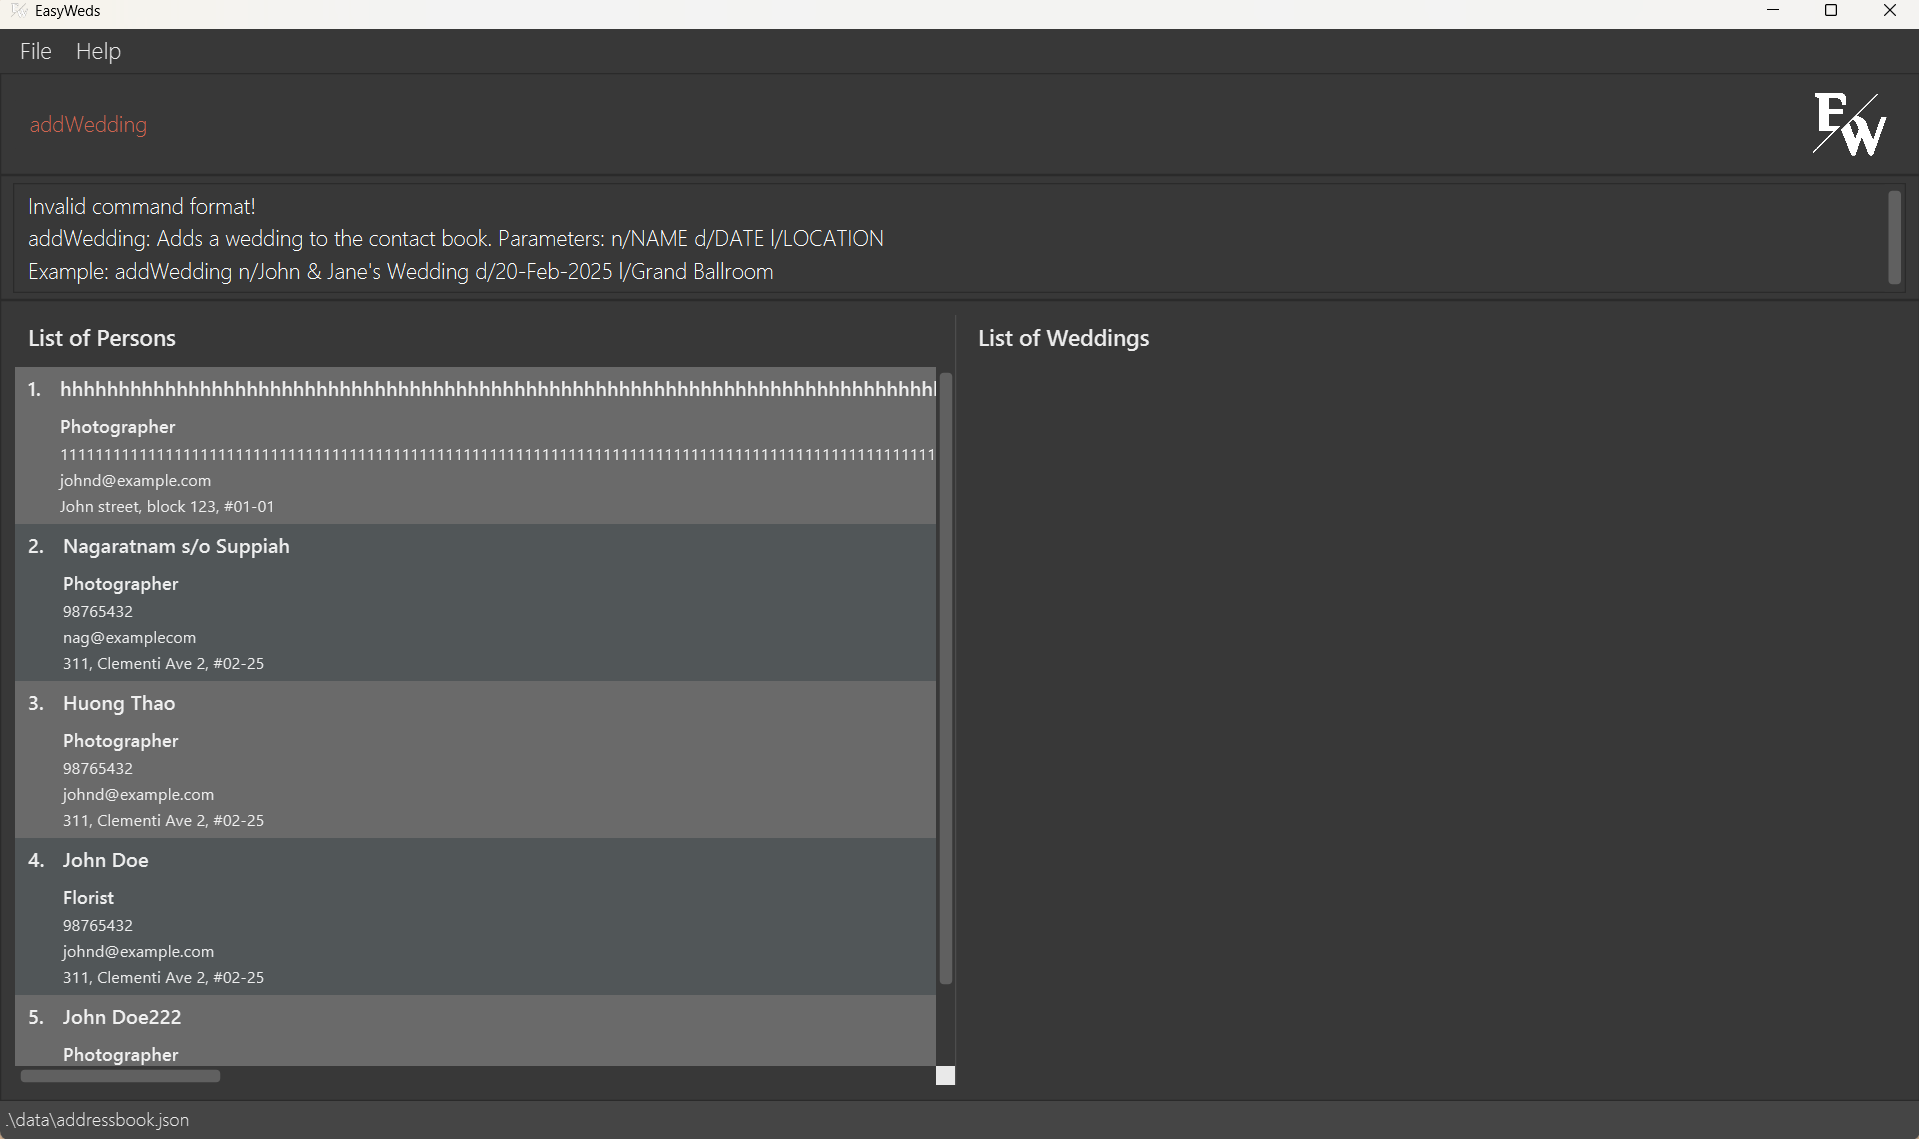 EasyWeds
File Help
addWedding
EW
Invalid command format!
addWedding: Adds a wedding to the contact book. Parameters: n/NAME d/DATE l/LOCATION
Example: addWedding n/John & Jane's Wedding d/20-Feb-2025 l/Grand Ballroom
List of Persons
1.
Photographer
johnd@example.com
John street, block 123, #01-01
2. Nagaratnam s/o Suppiah
Photographer
98765432
nag@examplecom
311, Clementi Ave 2, #02-25
3. Huong Thao
Photographer
98765432
johnd@example.com
311, Clementi Ave 2, #02-25
4. John Doe
Florist
98765432
johnd@example.com
311, Clementi Ave 2, #02-25
5. John Doe222
Photographer
List of Weddings
.\data\addressbook.json